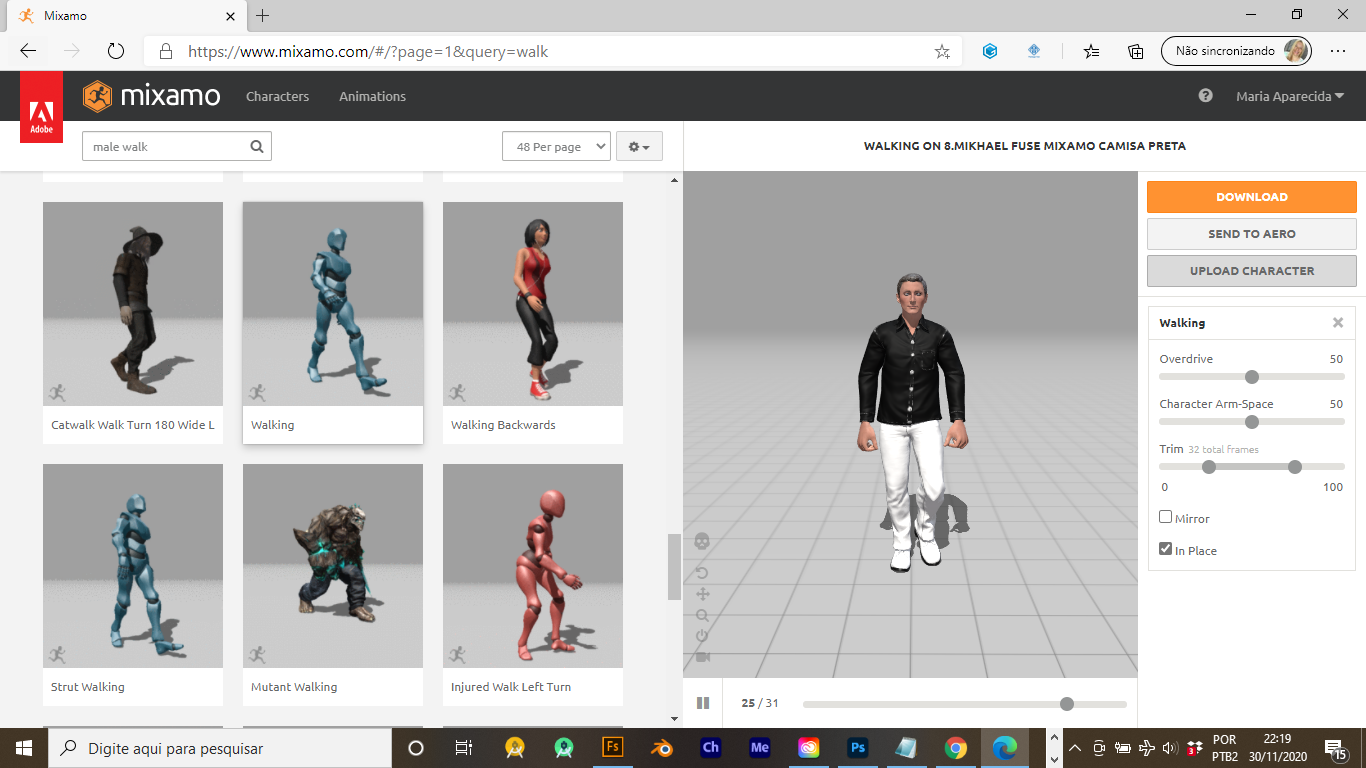 Mixamo
https://www.mixamo.com/#/?page=1&query=walk
Não sincronizando
Adobe
mixamo
Characters
Animations
Maria Aparecida
male walk
48 Per page
WALKING ON 8.MIKHAEL FUSE MIXAMO CAMISA PRETA
Catwalk Walk Turn 180 Wide L
Walking
Walking Backwards
Strut Walking
Mutant Walking
Injured Walk Left Turn
DOWNLOAD
SEND TO AERO
UPLOAD CHARACTER
Walking
Overdrive 50
Character Arm-Space 50
Trim 32 total frames
0 100
Mirror
In Place
25 / 31
Digite aqui para pesquisar
Fs
Ch
Me
Ps
3
POR
PTB2
22:19
30/11/2020
15